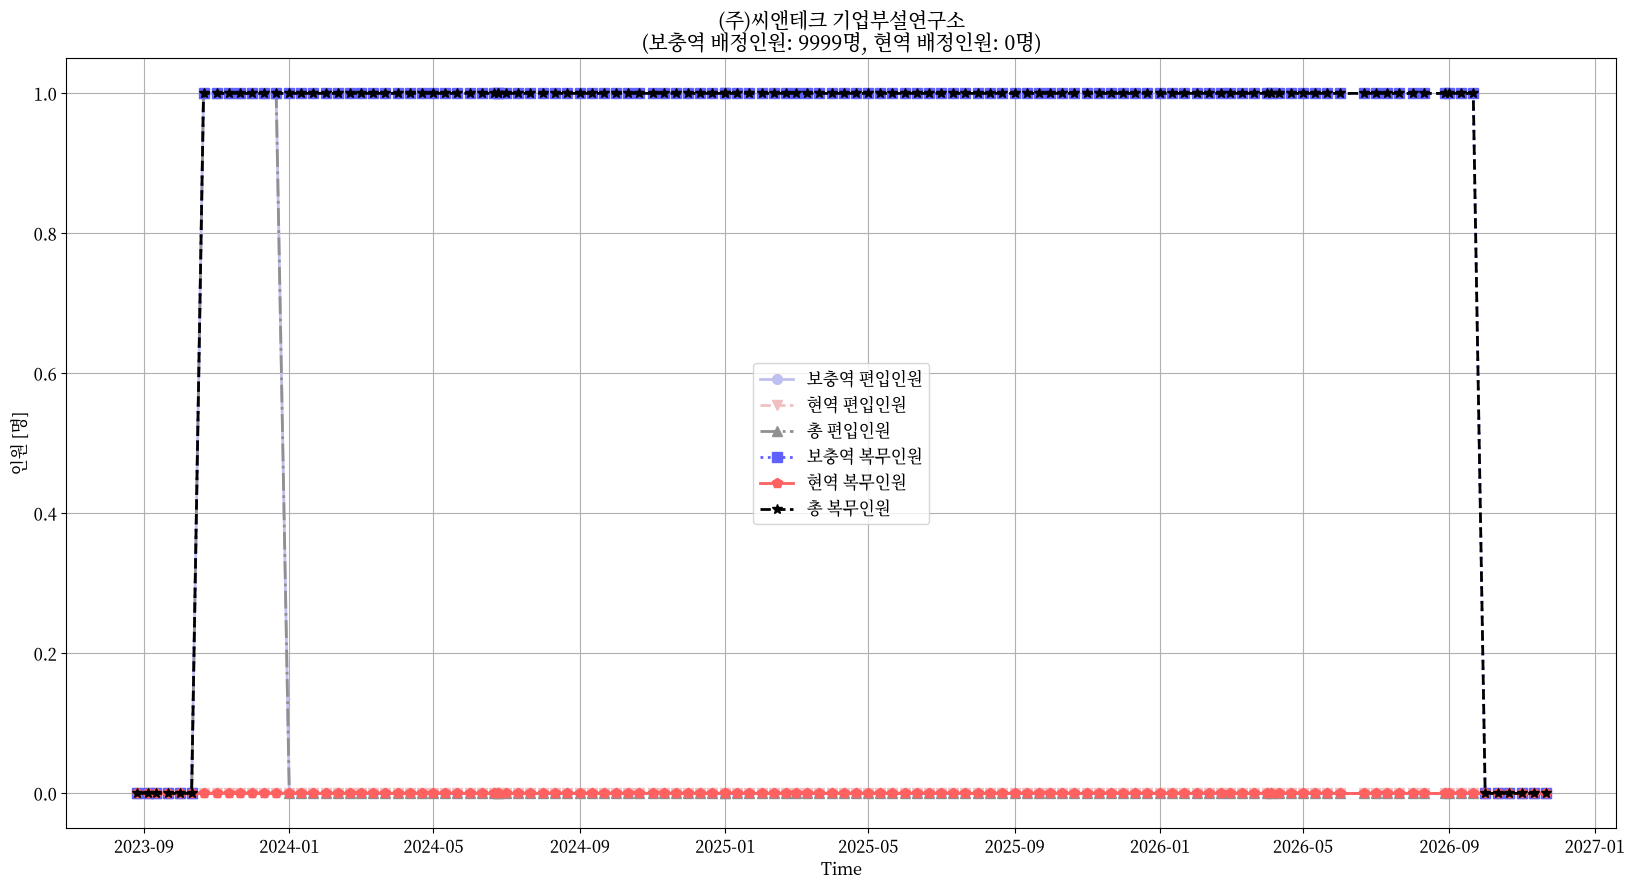 (주)씨앤테크 기업부설연구소
(보충역 배정인원: 9999명, 현역 배정인원: 0명)
1.0
0.8
0.6
0.4
0.2
0.0
인원 [명]
보충역 편입인원
현역 편입인원
총 편입인원
보충역 복무인원
현역 복무인원
총 복무인원
2023-09
2024-01
2024-05
2024-09
2025-01
2025-05
2025-09
2026-01
2026-05
2026-09
2027-01
Time